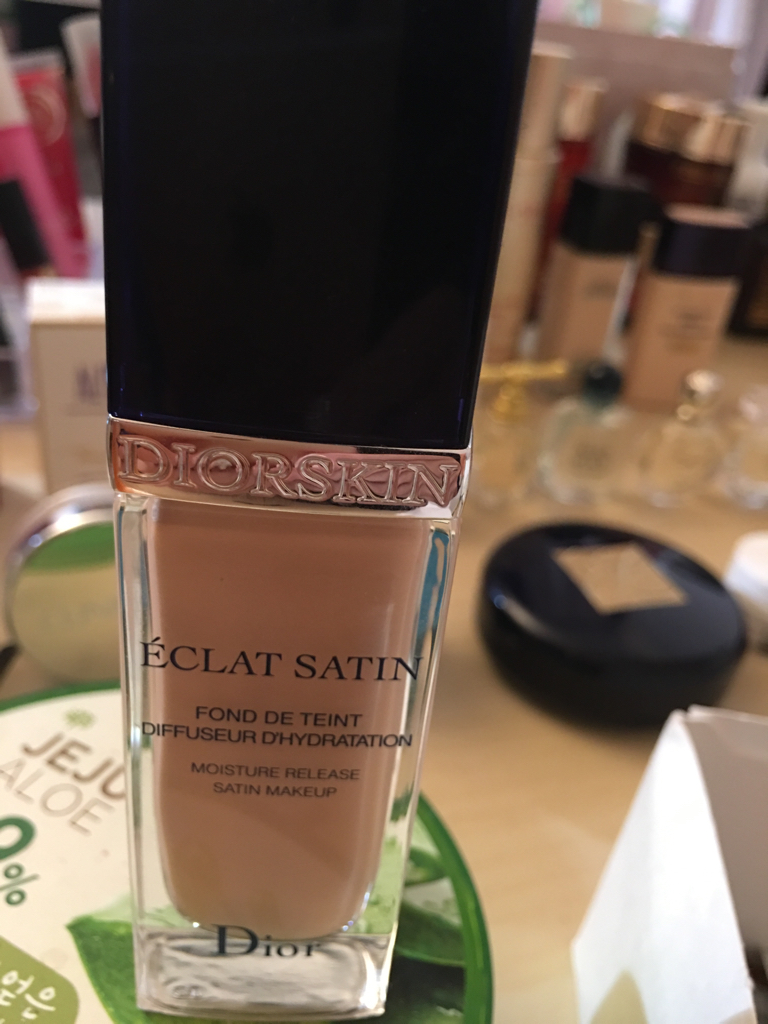 DIORSKIN
ÉCLAT SATIN
FOND DE TEINT
DIFFUSEUR D'HYDRATATION
MOISTURE RELEASE
SATIN MAKEUP
Dior
JEJU
ALOE
%